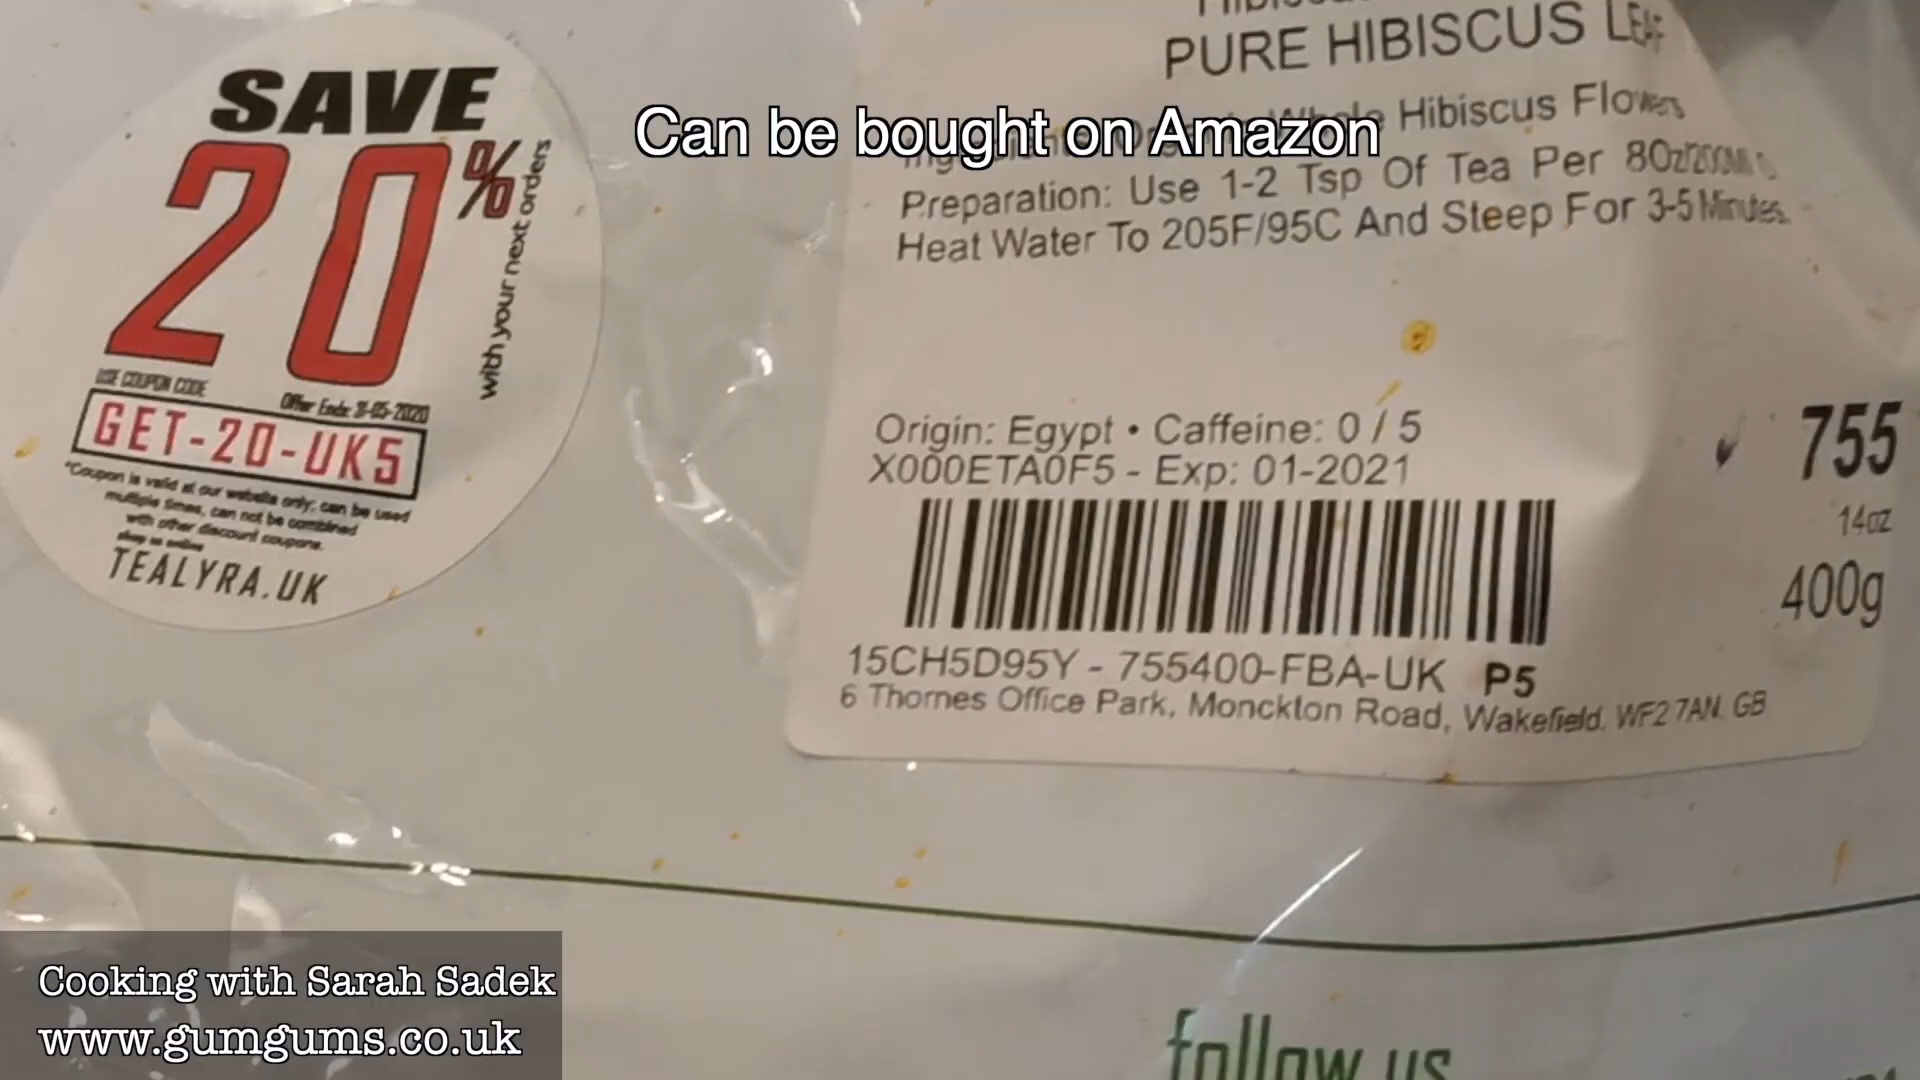 SAVE
20%
with your next orders
USE COUPON CODE
Offer Ends: 31-05-2020
GET-20-UK5
*Coupon is valid at our website only; can be used
multiple times, can not be combined
with other discount coupons.
shop us online
TEALYRA.UK
PURE HIBISCUS LEAF
Can be bought on Amazon
Whole Hibiscus Flowers
Preparation: Use 1-2 Tsp Of Tea Per 8Oz/200Ml
Heat Water To 205F/95C And Steep For 3-5 Minutes.
Origin: Egypt • Caffeine: 0 / 5
X000ETA0F5 - Exp: 01-2021
755
14oz
400g
15CH5D95Y - 755400-FBA-UK P5
6 Thornes Office Park, Monckton Road, Wakefield. WF2 7AN. GB
follow us
Cooking with Sarah Sadek
www.gumgums.co.uk